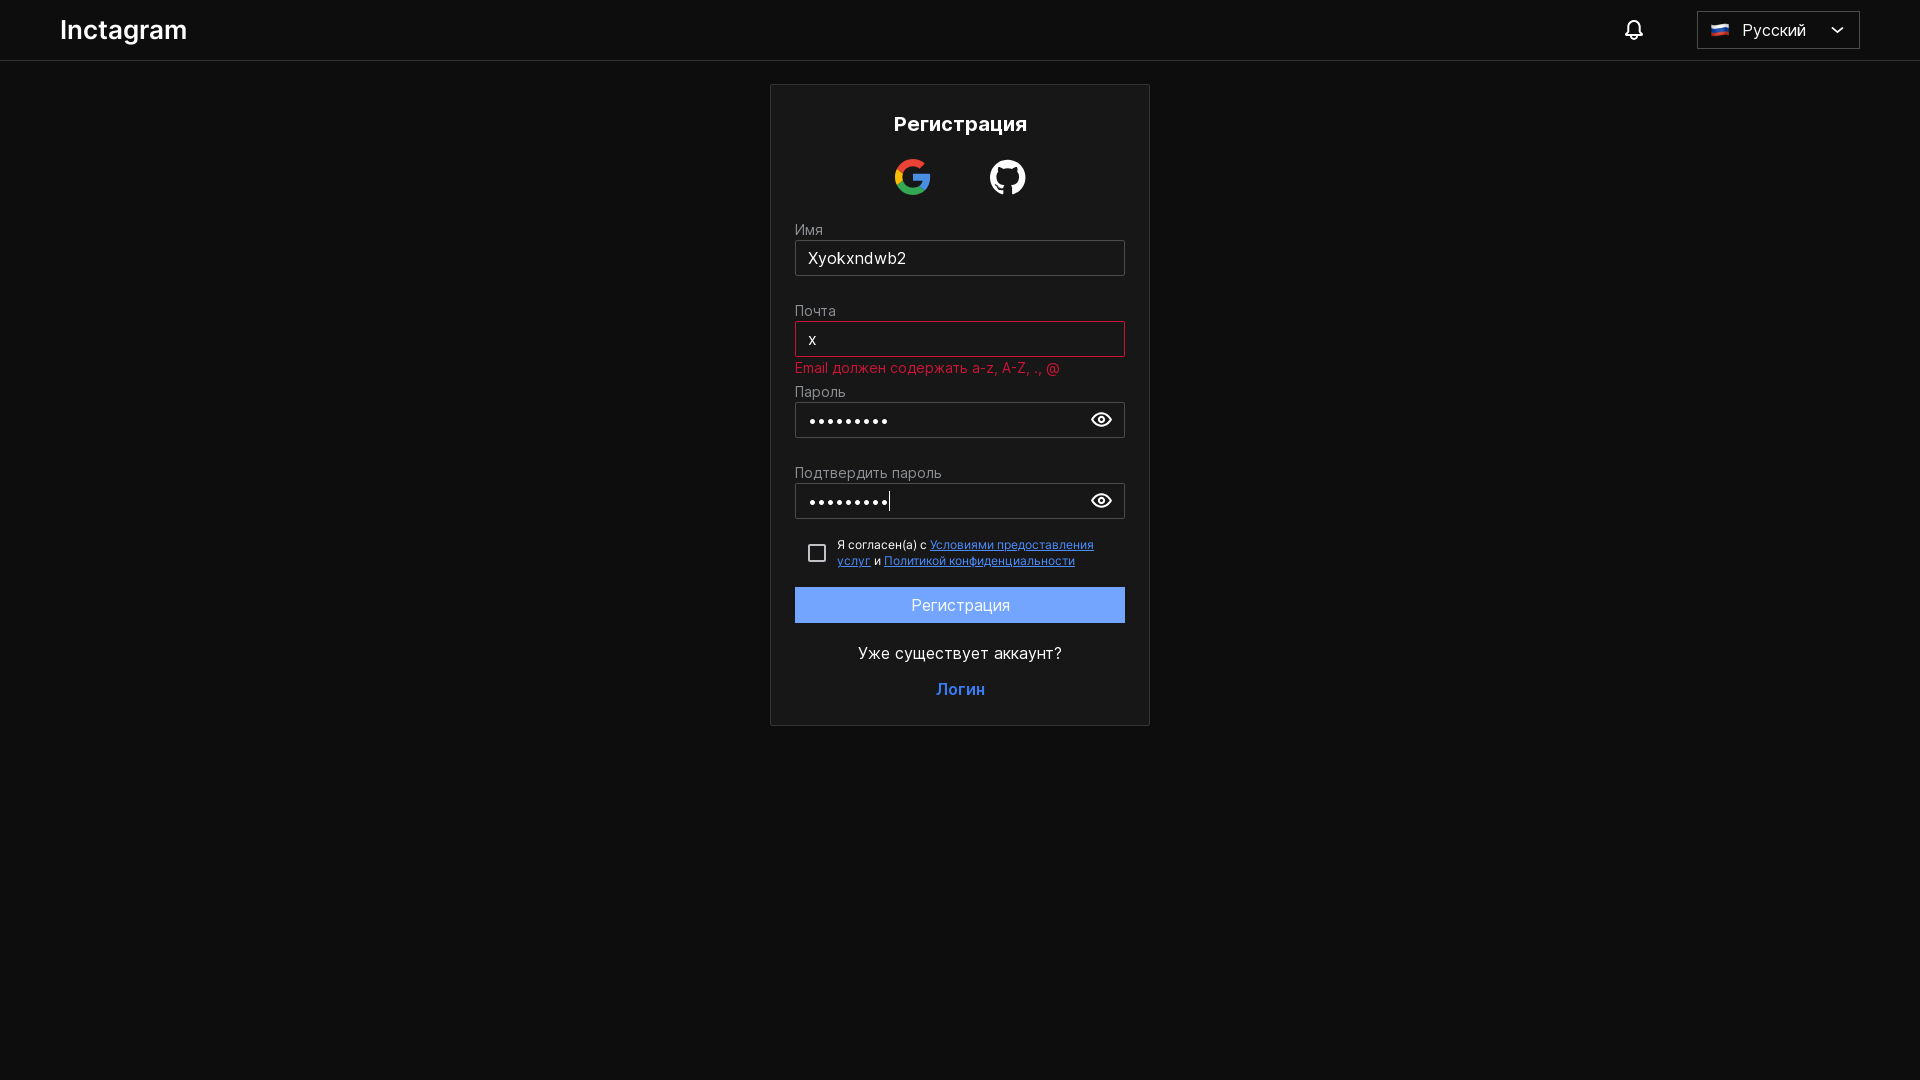 Inctagram
Русский
Регистрация
Имя
Xyokxndwb2
Почта
x
Email должен содержать a-z, A-Z, ., @
Пароль
•••••••••
Подтвердить пароль
•••••••••
Я согласен(а) с Условиями предоставления
услуг и Политикой конфиденциальности
Регистрация
Уже существует аккаунт?
Логин